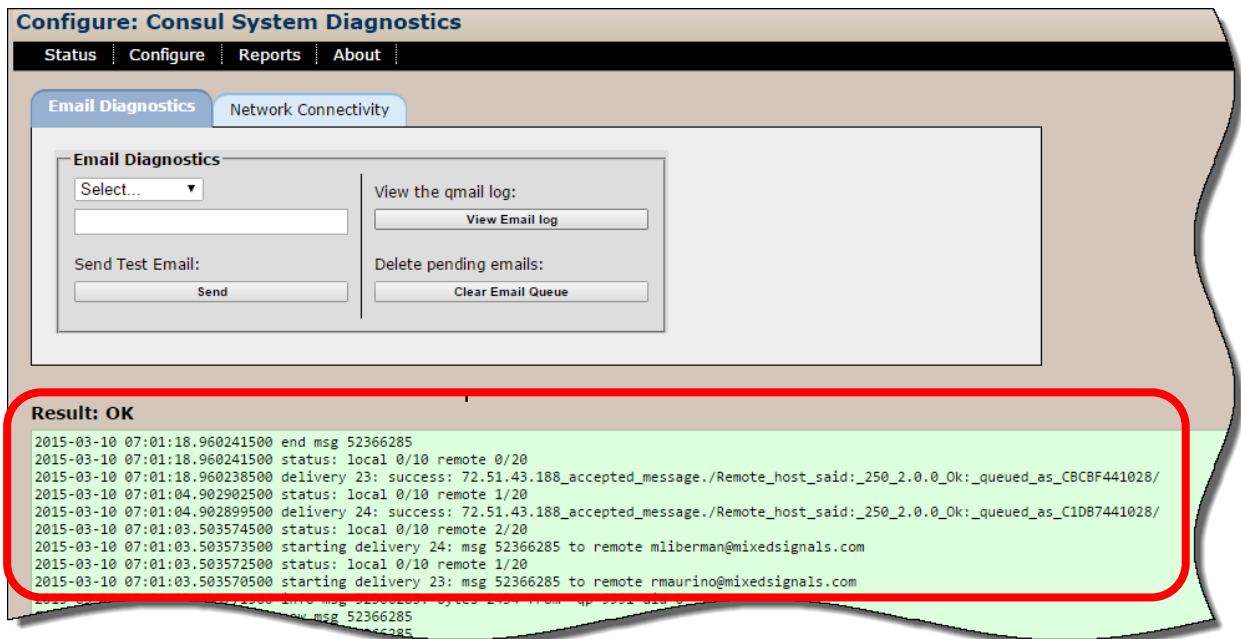 Configure: Consul System Diagnostics
Status Configure Reports About
Email Diagnostics Network Connectivity
Email Diagnostics
Select...
View the qmail log:
View Email log
Send Test Email:
Delete pending emails:
Send
Clear Email Queue
Result: OK
2015-03-10 07:01:18.960241500 end msg 52366285
2015-03-10 07:01:18.960241500 status: local 0/10 remote 0/20
2015-03-10 07:01:18.960238500 delivery 23: success: 72.51.43.188_accepted_message./Remote_host_said:_250_2.0.0_Ok:_queued_as_CBCBF441028/
2015-03-10 07:01:04.902902500 status: local 0/10 remote 1/20
2015-03-10 07:01:04.902899500 delivery 24: success: 72.51.43.188_accepted_message./Remote_host_said:_250_2.0.0_Ok:_queued_as_C1DB7441028/
2015-03-10 07:01:03.503574500 status: local 0/10 remote 2/20
2015-03-10 07:01:03.503573500 starting delivery 24: msg 52366285 to remote mliberman@mixedsignals.com
2015-03-10 07:01:03.503572500 status: local 0/10 remote 1/20
2015-03-10 07:01:03.503570500 starting delivery 23: msg 52366285 to remote rmaurino@mixedsignals.com
msg 52366285